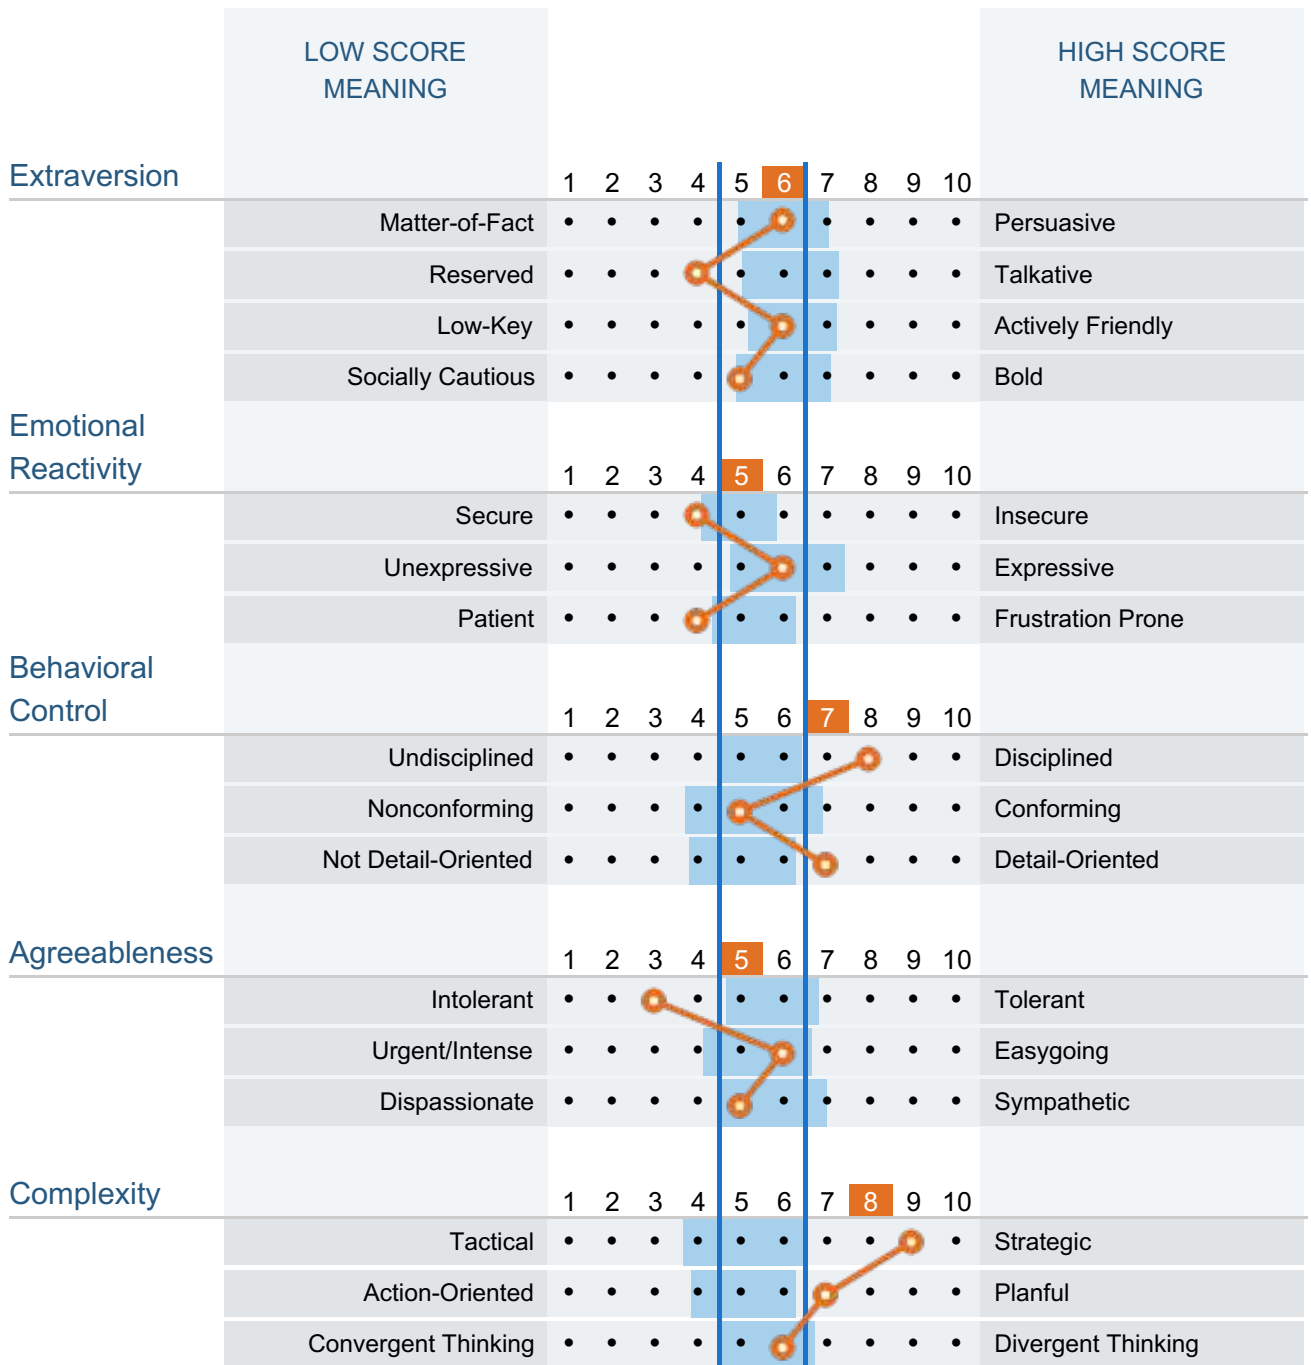 LOW SCORE
MEANING
HIGH SCORE
MEANING
Extraversion 1 2 3 4 5 6 7 8 9 10
Matter-of-Fact Persuasive
Reserved Talkative
Low-Key Actively Friendly
Socially Cautious Bold
Emotional
Reactivity 1 2 3 4 5 6 7 8 9 10
Secure Insecure
Unexpressive Expressive
Patient Frustration Prone
Behavioral
Control 1 2 3 4 5 6 7 8 9 10
Undisciplined Disciplined
Nonconforming Conforming
Not Detail-Oriented Detail-Oriented
Agreeableness 1 2 3 4 5 6 7 8 9 10
Intolerant Tolerant
Urgent/Intense Easygoing
Dispassionate Sympathetic
Complexity 1 2 3 4 5 6 7 8 9 10
Tactical Strategic
Action-Oriented Planful
Convergent Thinking Divergent Thinking